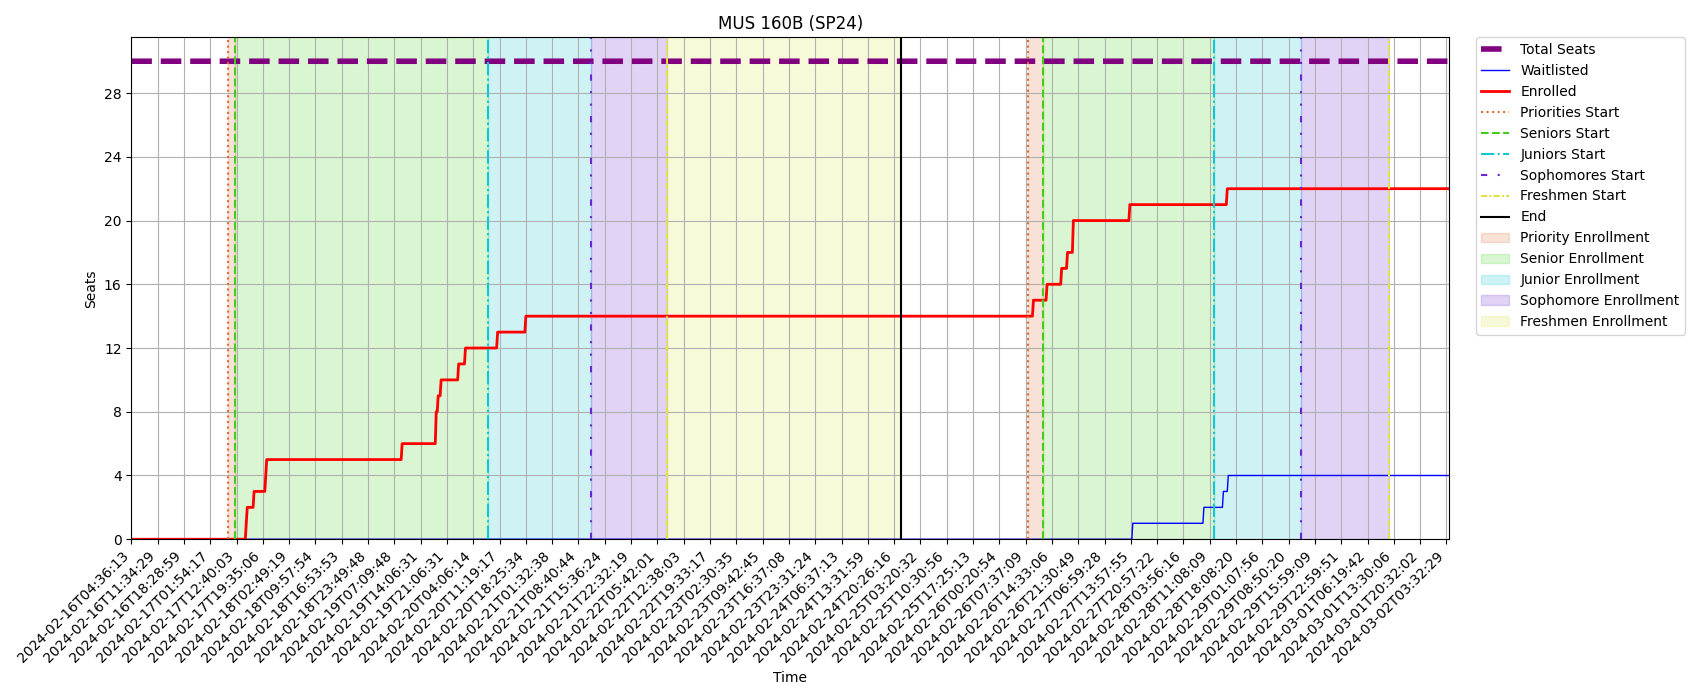 MUS 160B (SP24)
Seats
28
24
20
16
12
8
4
0
2024-02-16T04:36:13
2024-02-16T11:34:29
2024-02-16T18:28:59
2024-02-17T01:54:17
2024-02-17T12:40:03
2024-02-17T19:35:06
2024-02-18T02:49:19
2024-02-18T09:57:54
2024-02-18T16:53:53
2024-02-18T23:49:48
2024-02-19T07:09:48
2024-02-19T14:06:31
2024-02-19T21:06:31
2024-02-20T04:06:14
2024-02-20T11:19:17
2024-02-20T18:25:34
2024-02-21T01:32:38
2024-02-21T08:40:44
2024-02-21T15:36:24
2024-02-21T22:32:19
2024-02-22T05:42:01
2024-02-22T12:38:03
2024-02-22T19:33:17
2024-02-23T02:30:35
2024-02-23T09:42:45
2024-02-23T16:37:08
2024-02-23T23:31:24
2024-02-24T06:37:13
2024-02-24T13:31:59
2024-02-24T20:26:16
2024-02-25T03:20:32
2024-02-25T10:30:56
2024-02-25T17:25:13
2024-02-26T00:20:54
2024-02-26T07:37:09
2024-02-26T14:33:06
2024-02-26T21:30:49
2024-02-27T06:59:28
2024-02-27T13:57:55
2024-02-27T20:57:22
2024-02-28T03:56:16
2024-02-28T11:08:09
2024-02-28T18:08:20
2024-02-29T01:07:56
2024-02-29T08:50:20
2024-02-29T15:59:09
2024-02-29T22:59:51
2024-03-01T06:19:42
2024-03-01T13:30:06
2024-03-01T20:32:02
2024-03-02T03:32:29
Time
Total Seats
Waitlisted
Enrolled
Priorities Start
Seniors Start
Juniors Start
Sophomores Start
Freshmen Start
End
Priority Enrollment
Senior Enrollment
Junior Enrollment
Sophomore Enrollment
Freshmen Enrollment